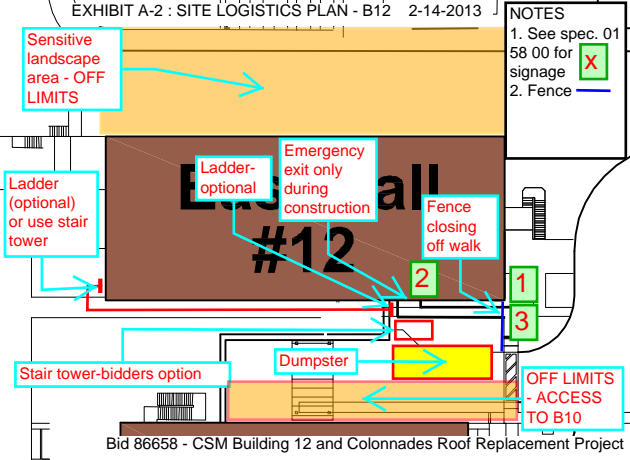 EXHIBIT A-2 : SITE LOGISTICS PLAN - B12 2-14-2013
NOTES
1. See spec. 01
58 00 for
signage
x
2. Fence
Sensitive
landscape
area - OFF
LIMITS
Ladder
(optional)
or use stair
tower
Ladder-
optional
Emergency
exit only
during
construction
Fence
closing
off walk
#12
2
1
3
Stair tower-bidders option
Dumpster
OFF LIMITS
- ACCESS
TO B10
Bid 86658 - CSM Building 12 and Colonnades Roof Replacement Project